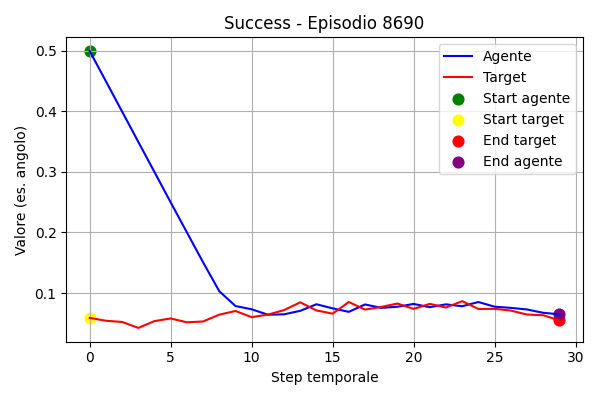 Success - Episodio 8690
Valore (es. angolo)
0.5
0.4
0.3
0.2
0.1
Agente
Target
Start agente
Start target
End target
End agente
0 5 10 15 20 25 30
Step temporale